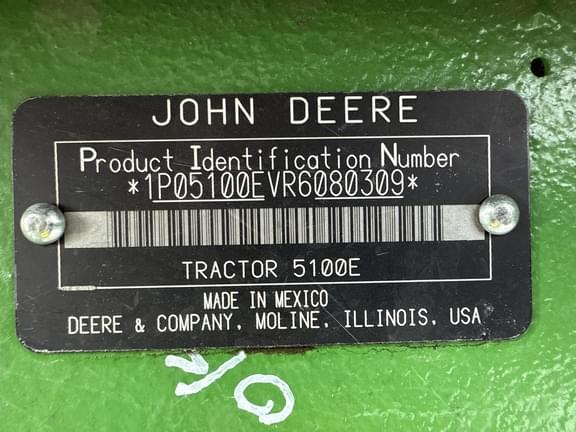 JOHN DEERE
Product Identification Number
*1P05100EVR6080309*
TRACTOR 5100E
MADE IN MEXICO
DEERE & COMPANY, MOLINE, ILLINOIS, USA